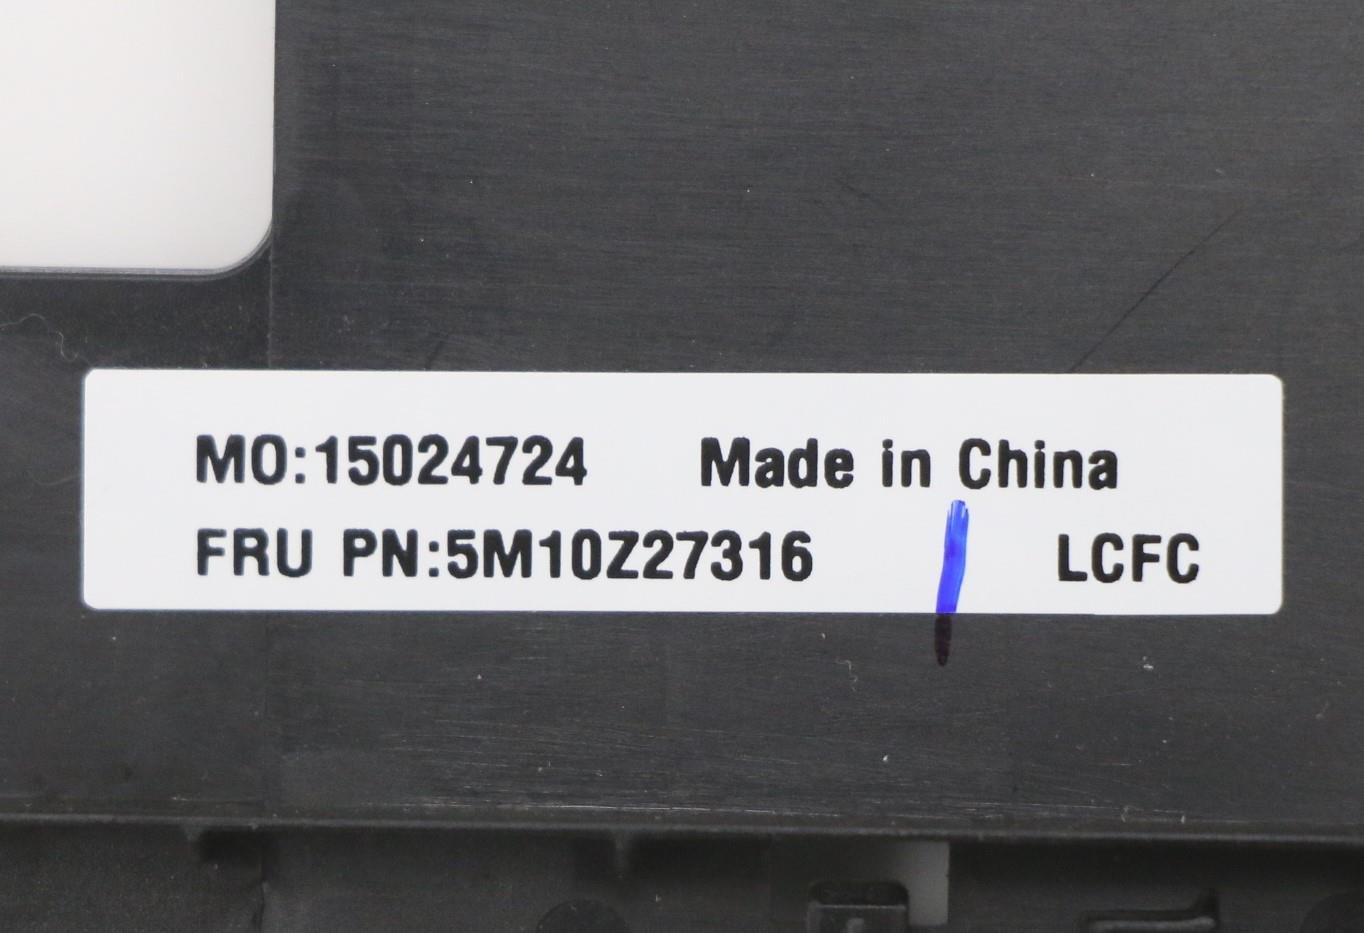 MO:15024724 Made in China
FRU PN:5M10Z27316 LCFC